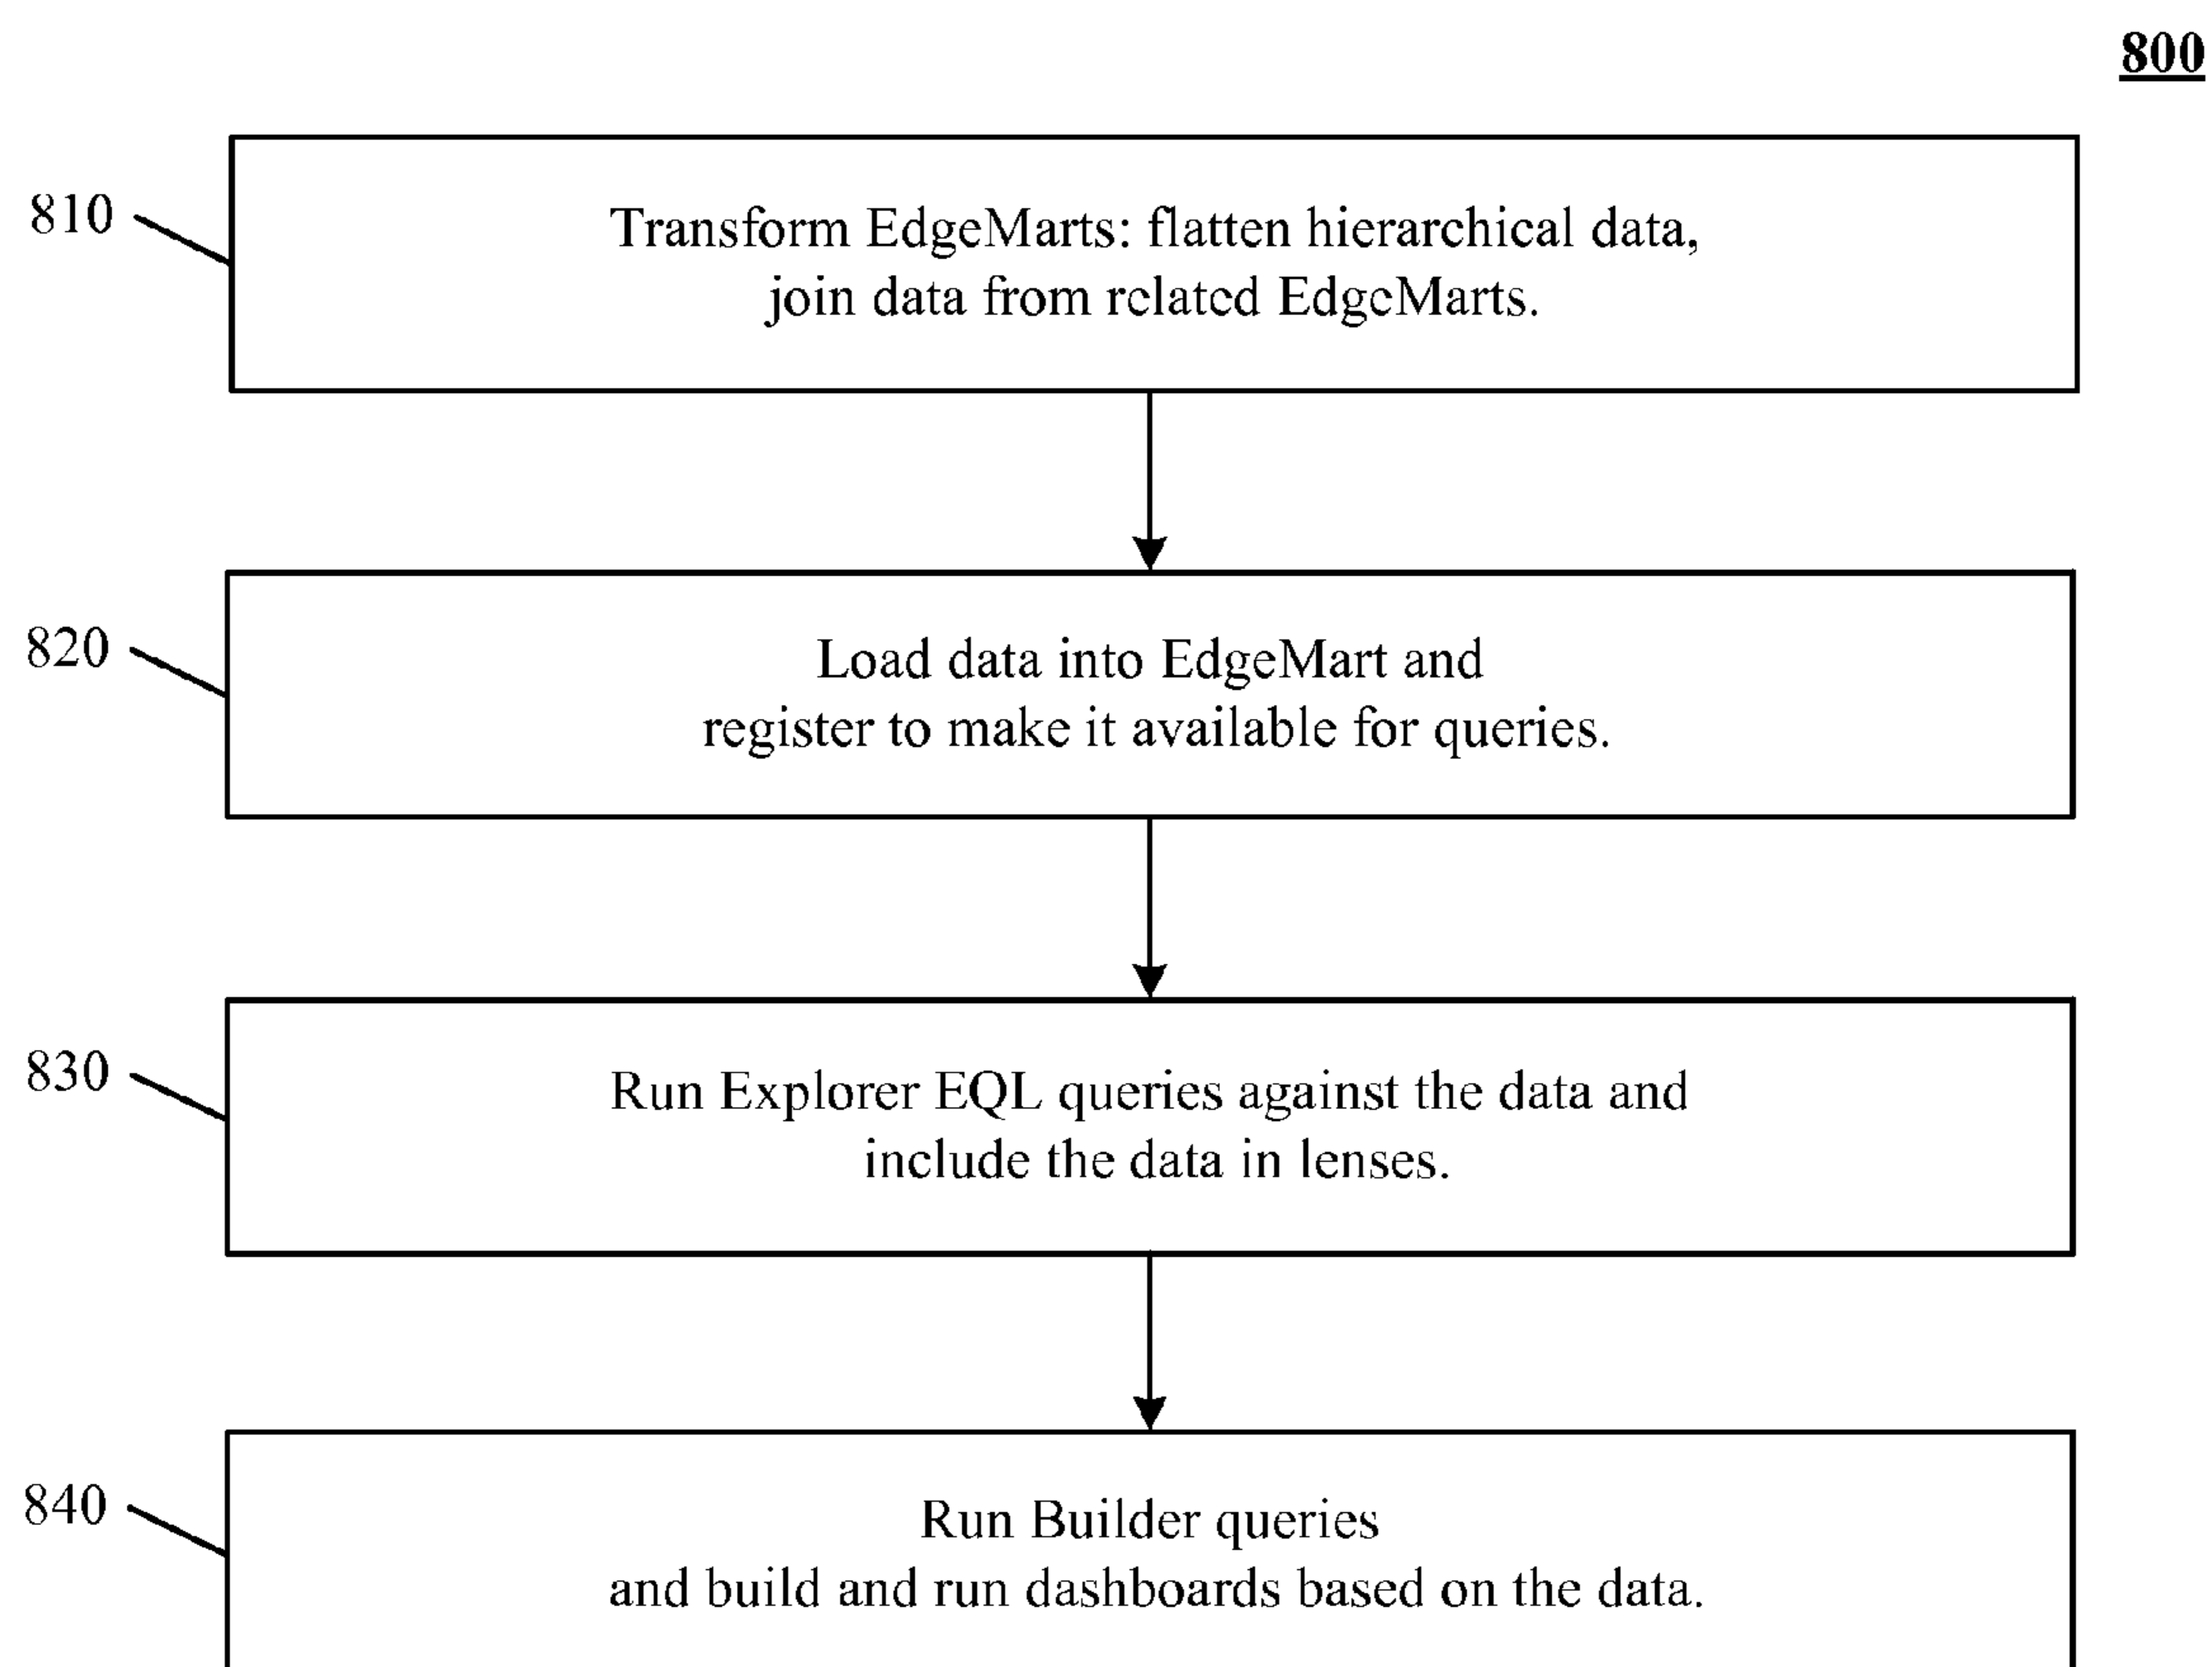 800
810
Transform EdgeMarts: flatten hierarchical data,
join data from related EdgeMarts.
820
Load data into EdgeMart and
register to make it available for queries.
830
Run Explorer EQL queries against the data and
include the data in lenses.
840
Run Builder queries
and build and run dashboards based on the data.